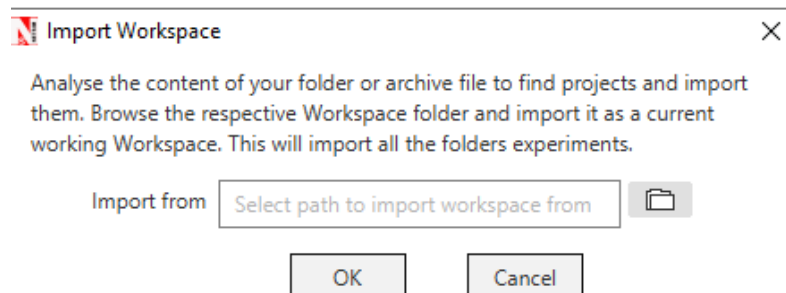 Import Workspace
Analyse the content of your folder or archive file to find projects and import
them. Browse the respective Workspace folder and import it as a current
working Workspace. This will import all the folders experiments.
Import from Select path to import workspace from
OK Cancel